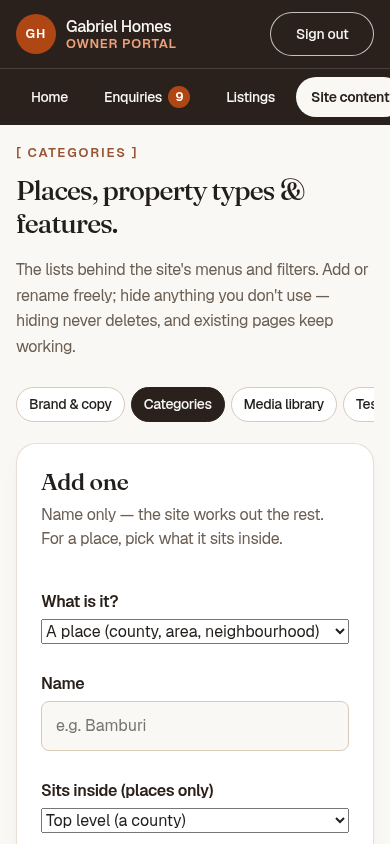 GH
Gabriel Homes
OWNER PORTAL
Sign out
Home
Enquiries 9
Listings
Site content
[ CATEGORIES ]
Places, property types &
features.
The lists behind the site's menus and filters. Add or
rename freely; hide anything you don't use —
hiding never deletes, and existing pages keep
working.
Brand & copy
Categories
Media library
Add one
Name only — the site works out the rest.
For a place, pick what it sits inside.
What is it?
A place (county, area, neighbourhood)
Name
e.g. Bamburi
Sits inside (places only)
Top level (a county)